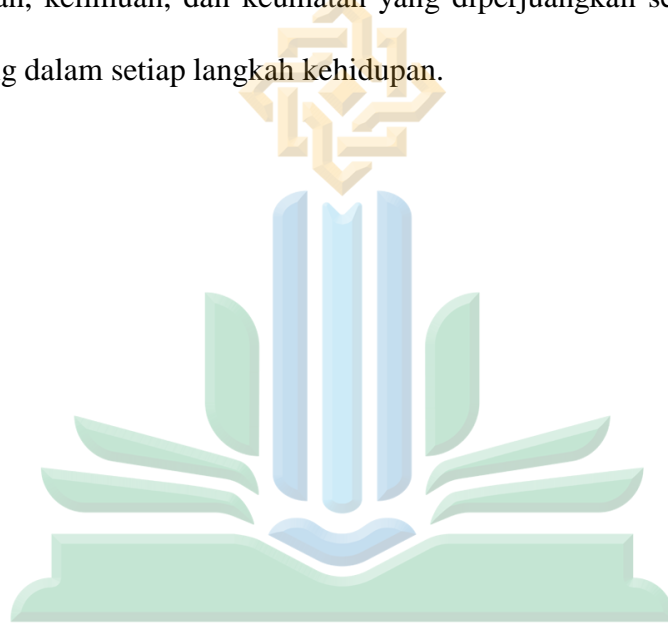 keilmuan, dan keumatan yang diperjuangkan
dalam setiap langkah kehidupan.